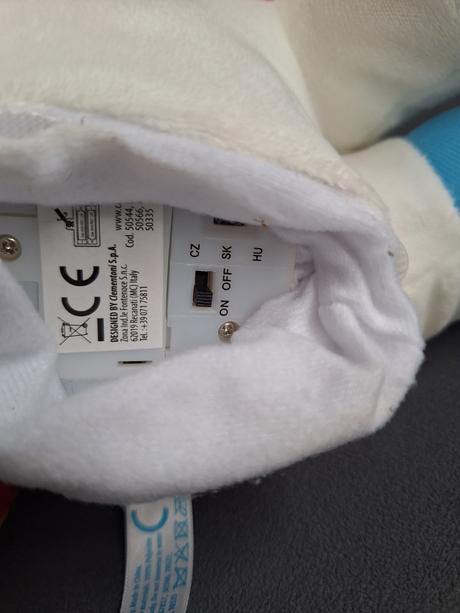 CZ SK HU
ON OFF
www.c
Cod. 50544,
50566,
50335
CE
DESIGNED BY Clementoni S.p.A.
Zona Ind.le Fontenoce S.n.c.
62019 Recanati (MC) Italy
Tel.: +39 071 75811
C